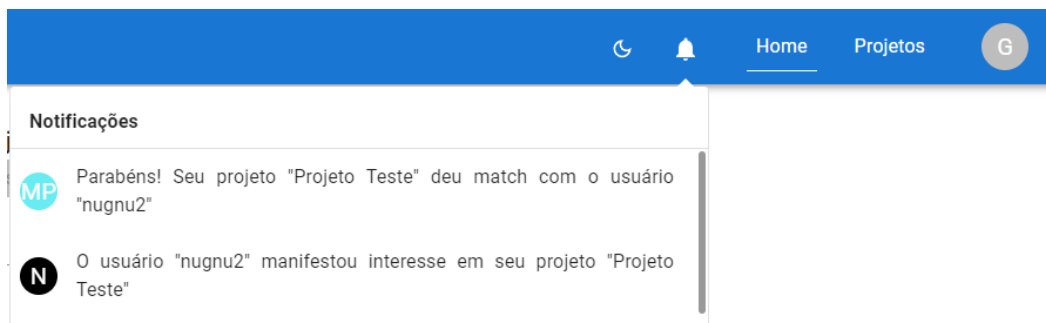 Home Projetos G
Notificações
MP Parabéns! Seu projeto "Projeto Teste" deu match com o usuário
"nugnu2"
N O usuário "nugnu2" manifestou interesse em seu projeto "Projeto
Teste"